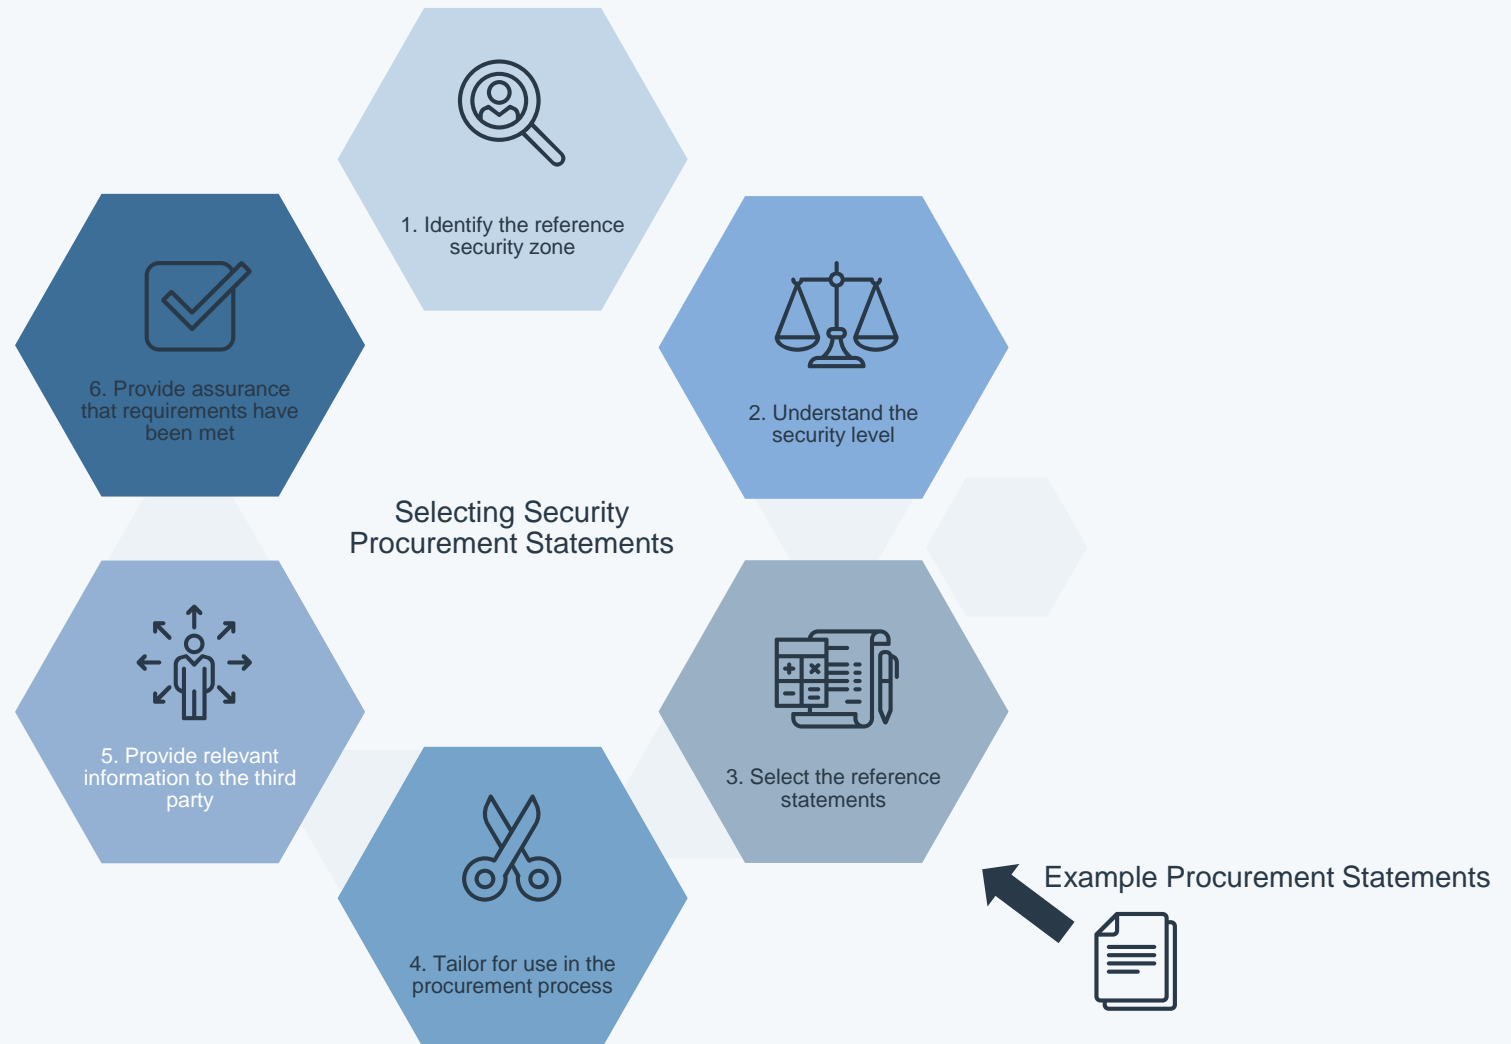 1. Identify the reference
security zone
2. Understand the
security level
3. Select the reference
statements
4. Tailor for use in the
procurement process
5. Provide relevant
information to the third
party
6. Provide assurance
that requirements have
been met
Selecting Security
Procurement Statements
Example Procurement Statements